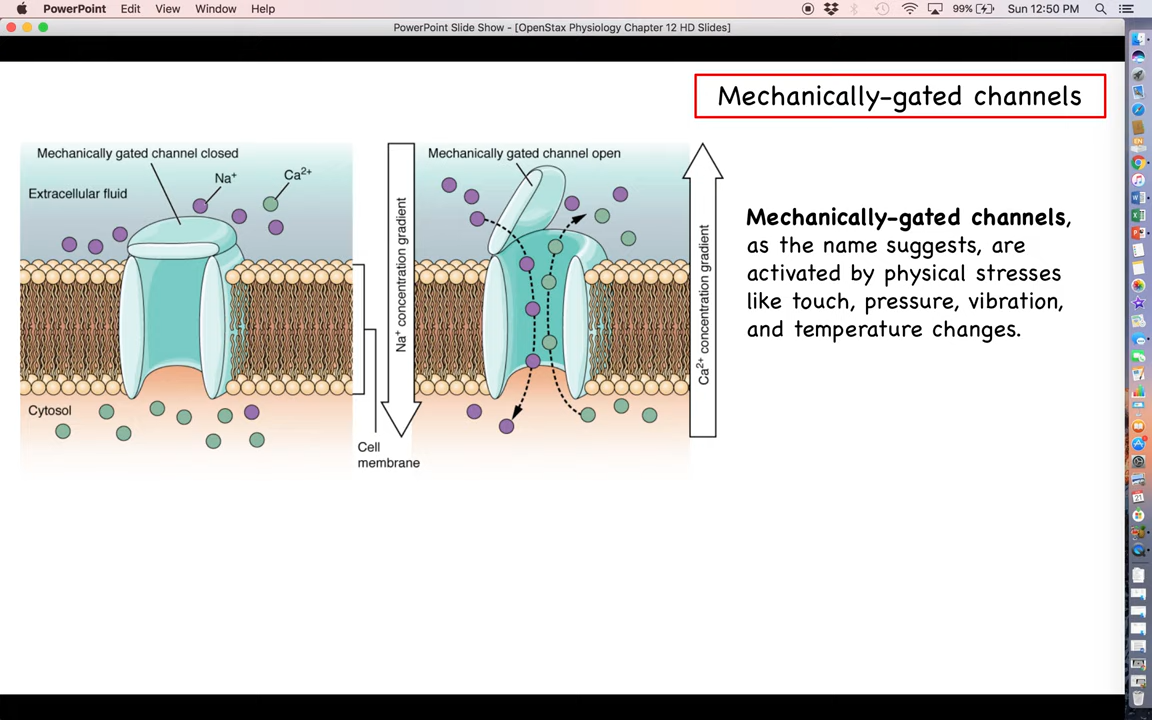 PowerPoint Edit View Window Help
99% Sun 12:50 PM
PowerPoint Slide Show - [OpenStax Physiology Chapter 12 HD Slides]
Mechanically-gated channels
Mechanically gated channel closed
Na⁺
Ca²⁺
Extracellular fluid
Cytosol
Cell
membrane
Na⁺ concentration gradient
Mechanically gated channel open
Ca²⁺ concentration gradient
Mechanically-gated channels,
as the name suggests, are
activated by physical stresses
like touch, pressure, vibration,
and temperature changes.